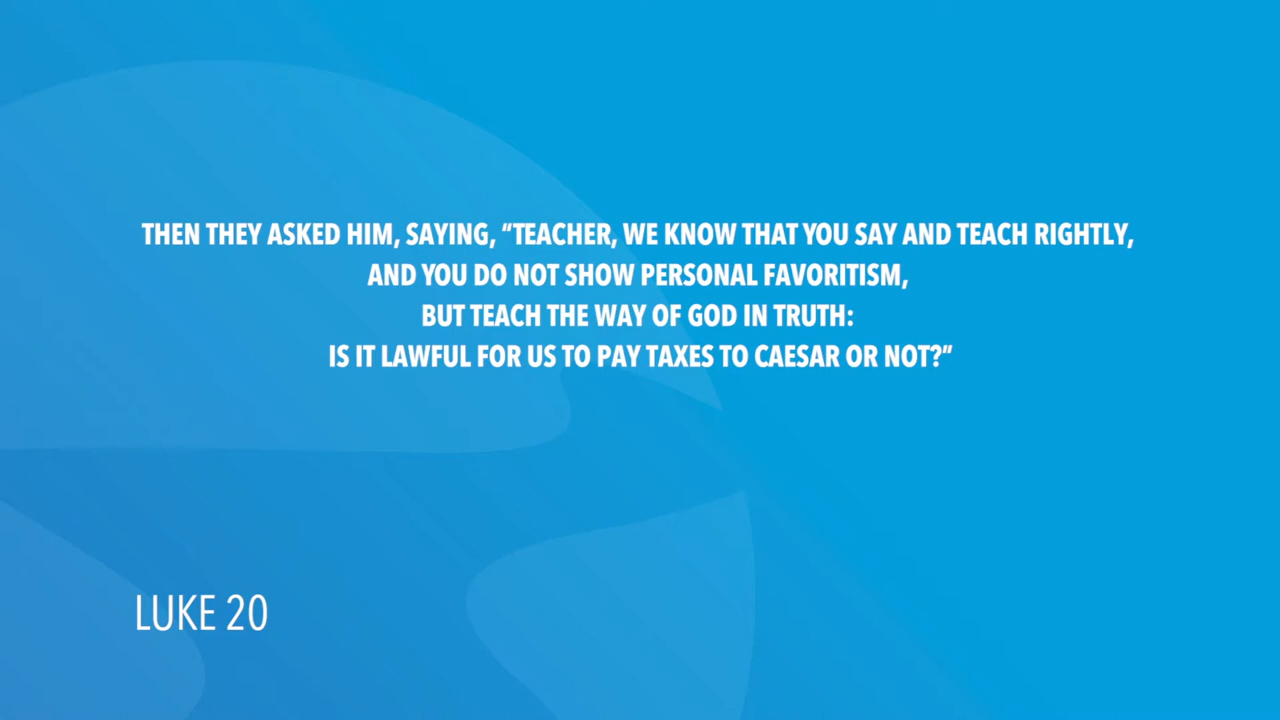 THEN THEY ASKED HIM, SAYING, “TEACHER, WE KNOW THAT YOU SAY AND TEACH RIGHTLY,
AND YOU DO NOT SHOW PERSONAL FAVORITISM,
BUT TEACH THE WAY OF GOD IN TRUTH:
IS IT LAWFUL FOR US TO PAY TAXES TO CAESAR OR NOT?”
LUKE 20